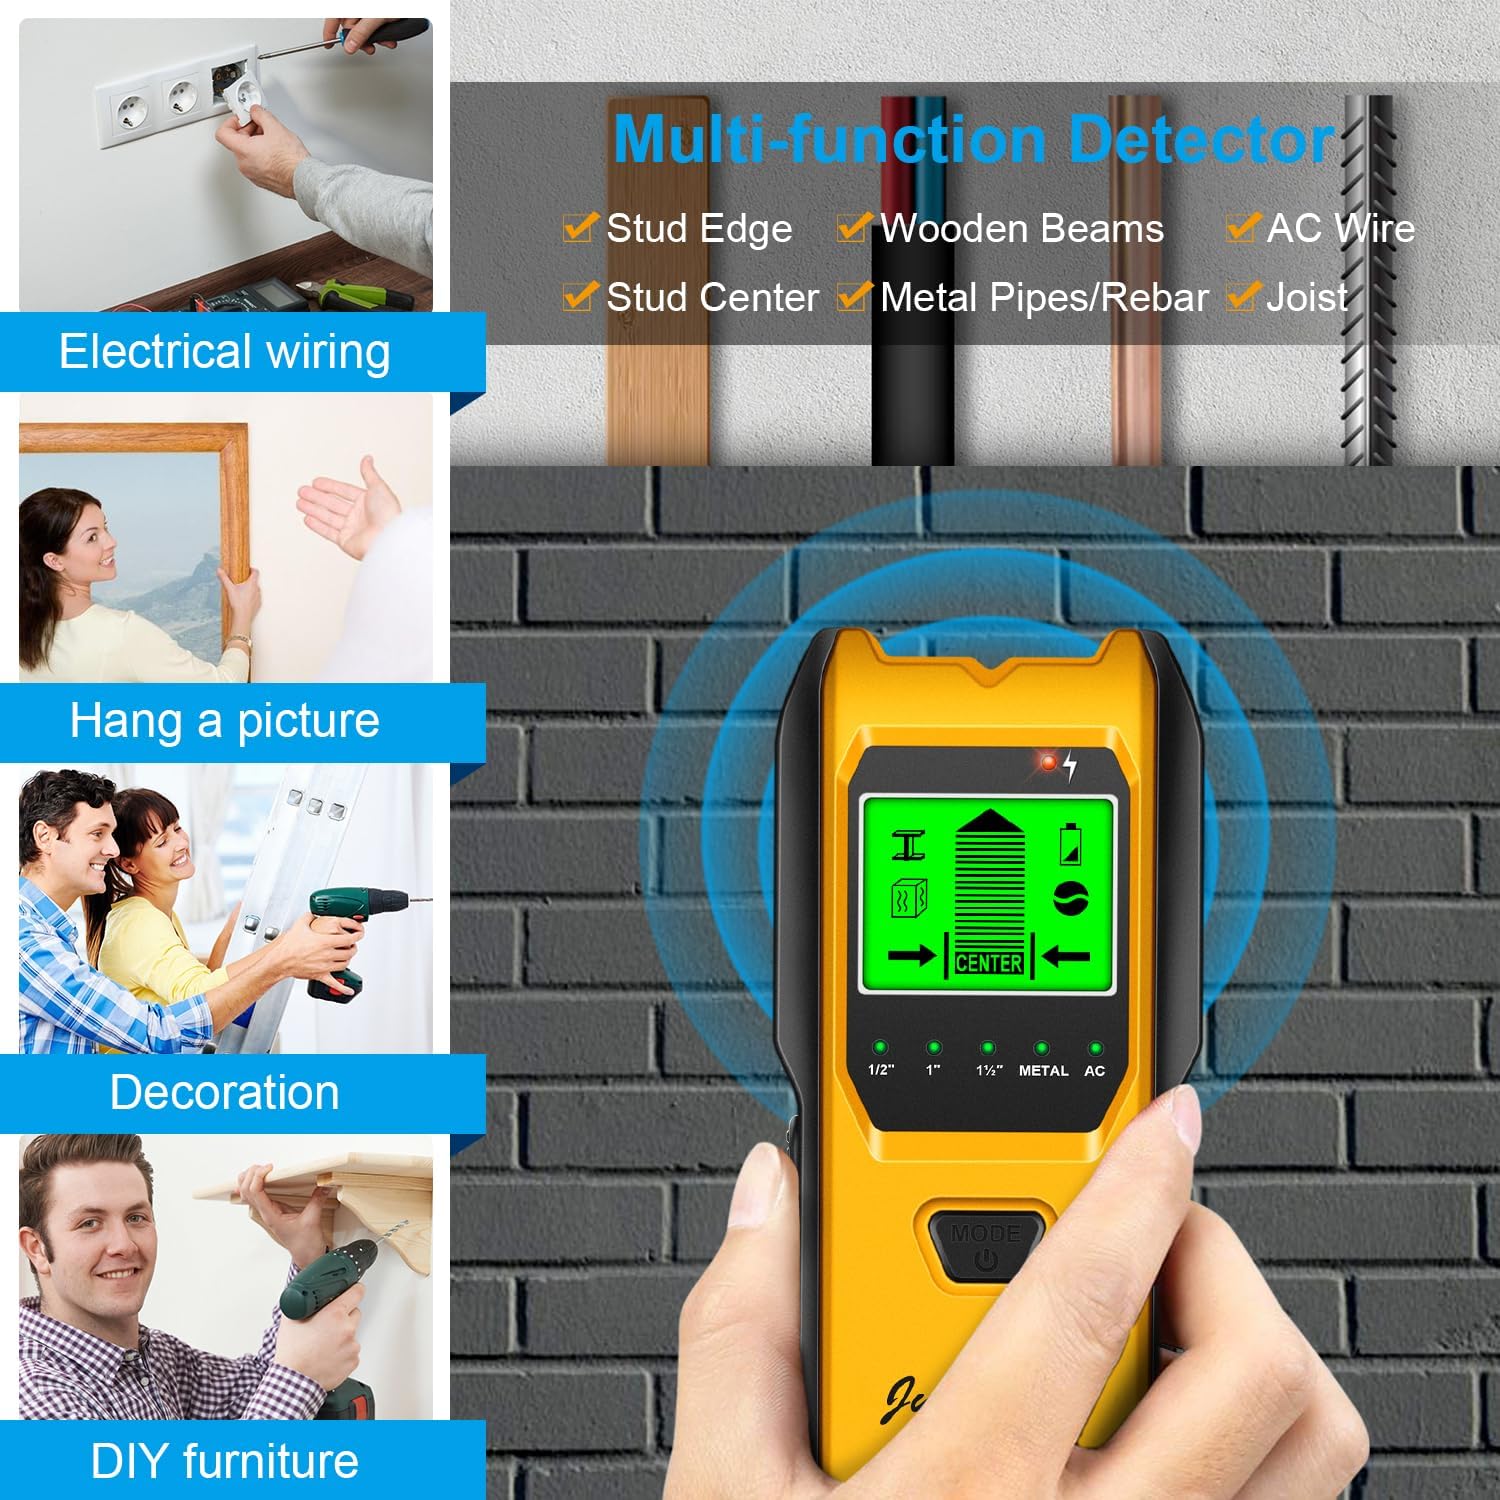 Multi-function Detector
Stud Edge
Wooden Beams
AC Wire
Stud Center
Metal Pipes/Rebar
Joist
Electrical wiring
Hang a picture
Decoration
DIY furniture
CENTER
1/2" 1" 1½" METAL AC
MODE